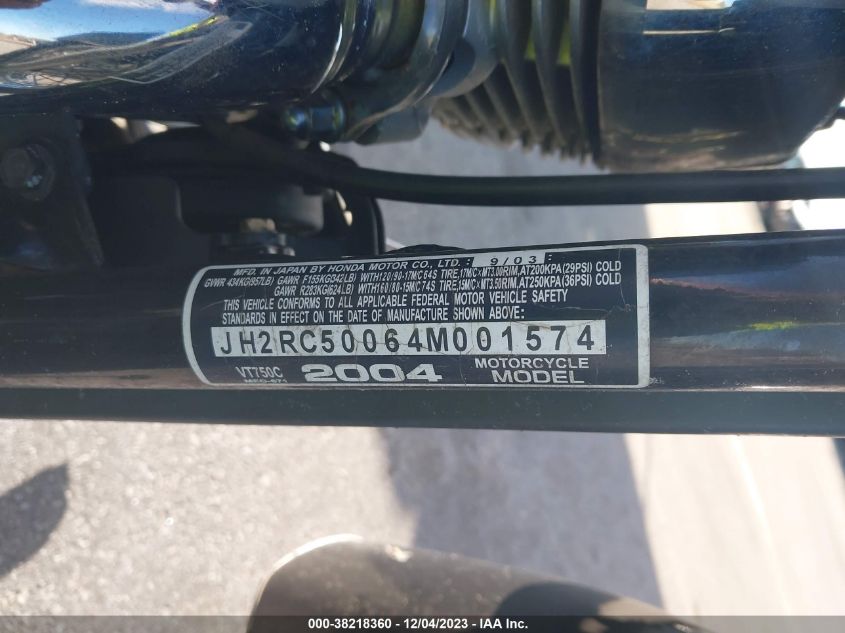 MFD. IN JAPAN BY HONDA MOTOR CO., LTD.: 9/03
GVWR 434KG(957LB) GAWR F155KG(342LB) WITH120/90-17M/C 64S TIRE,17M/C×MT3.00RIM,AT200KPA(29PSI) COLD
GAWR R283KG(624LB) WITH160/80-15M/C 74S TIRE,15M/C×MT3.50RIM,AT250KPA(36PSI) COLD
THIS VEHICLE CONFORMS TO ALL APPLICABLE FEDERAL MOTOR VEHICLE SAFETY
STANDARDS IN EFFECT ON THE DATE OF MANUFACTURE SHOWN ABOVE:
JH2RC50064M001574
VT750C 2004 MOTORCYCLE
MEG-671 MODEL
000-38218360 - 12/04/2023 - IAA Inc.